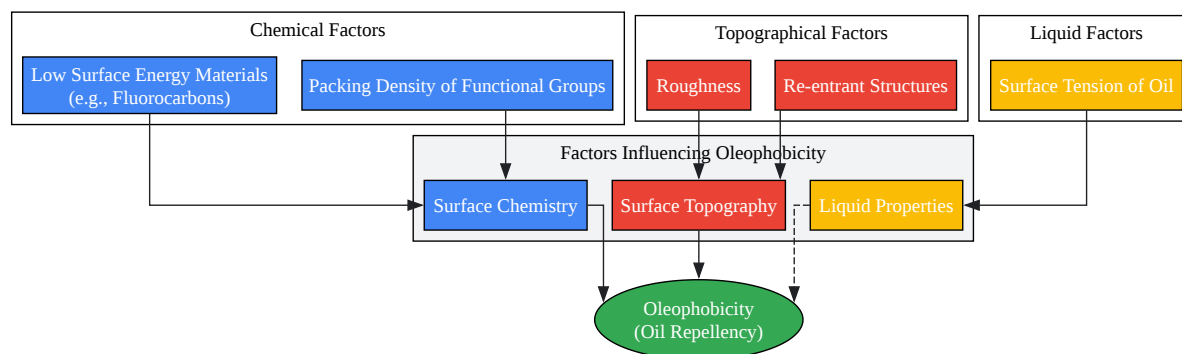 Chemical Factors
Topographical Factors
Liquid Factors
Low Surface Energy Materials
(e.g., Fluorocarbons)
Packing Density of Functional Groups
Roughness
Re-entrant Structures
Surface Tension of Oil
Factors Influencing Oleophobicity
Surface Chemistry
Surface Topography
Liquid Properties
Oleophobicity
(Oil Repellency)